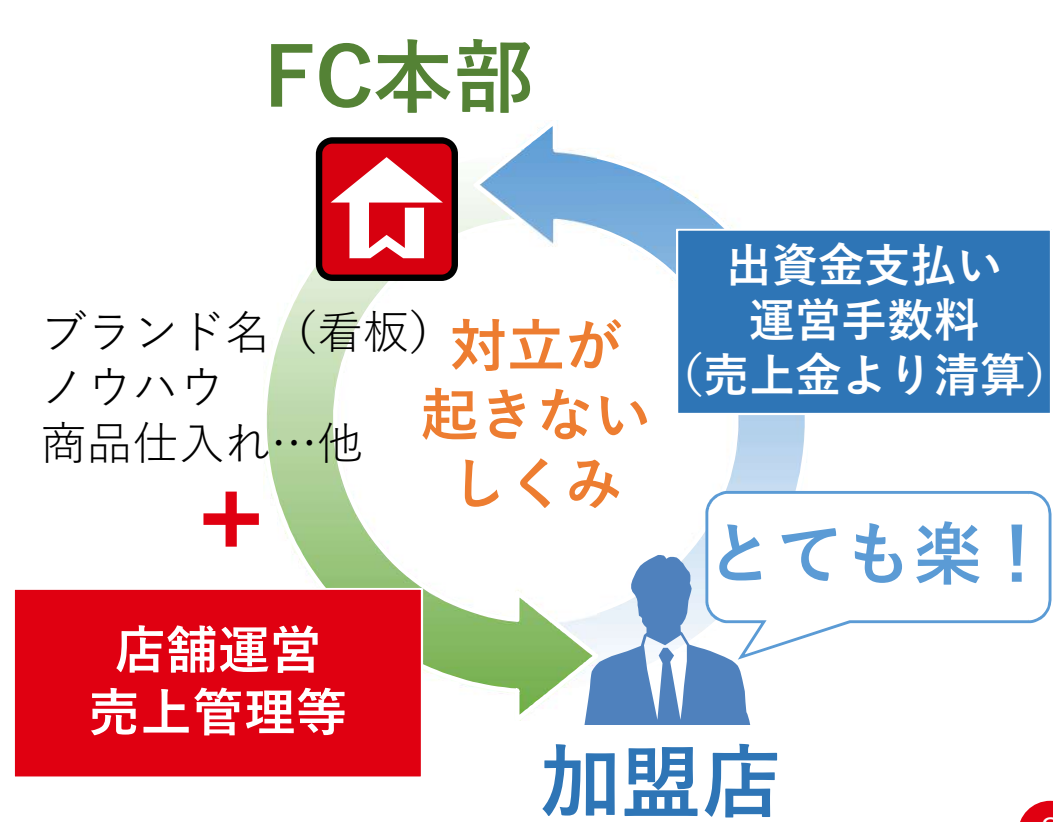 FC本部
出資金支払い
運営手数料
（売上金より清算）
ブランド名（看板）
ノウハウ
商品仕入れ…他
対立が
起きない
しくみ
＋
とても楽！
店舗運営
売上管理等
加盟店